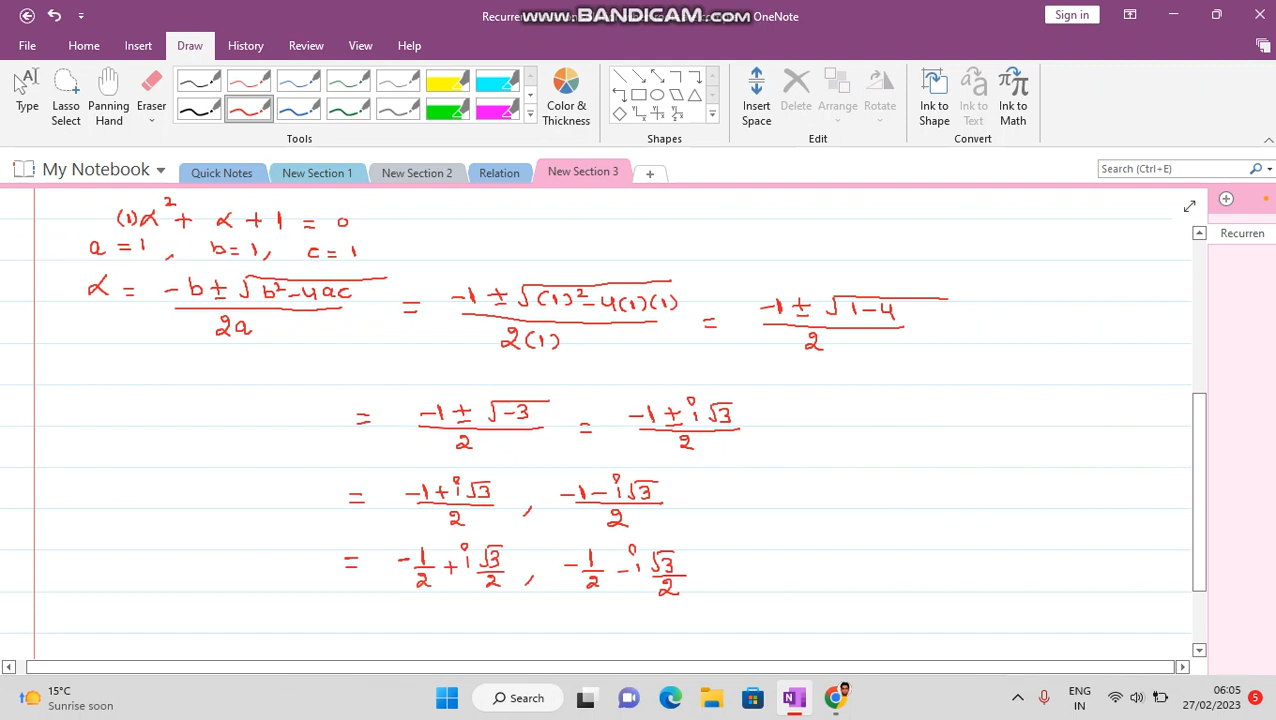 Recurren
www.BANDICAM.com
OneNote
Sign in
File Home Insert Draw History Review View Help
Type
Lasso Select
Panning Hand
Eraser
Color & Thickness
Insert Space
Delete
Arrange
Rotate
Ink to Shape
Ink to Text
Ink to Math
Tools
Shapes
Edit
Convert
My Notebook
Quick Notes
New Section 1
New Section 2
Relation
New Section 3
Search (Ctrl+E)
Recurren
(1)α² + α + 1 = 0
a = 1, b = 1, c = 1
α = (-b ± √(b² - 4ac))/2a = (-1 ± √((1)² - 4(1)(1)))/2(1) = (-1 ± √(1-4))/2
= (-1 ± √-3)/2 = (-1 ± i√3)/2
= (-1 + i√3)/2 , (-1 - i√3)/2
= -1/2 + i √3/2 , -1/2 - i √3/2
15°C
Sunrise soon
Search
ENG
IN
06:05
27/02/2023
5